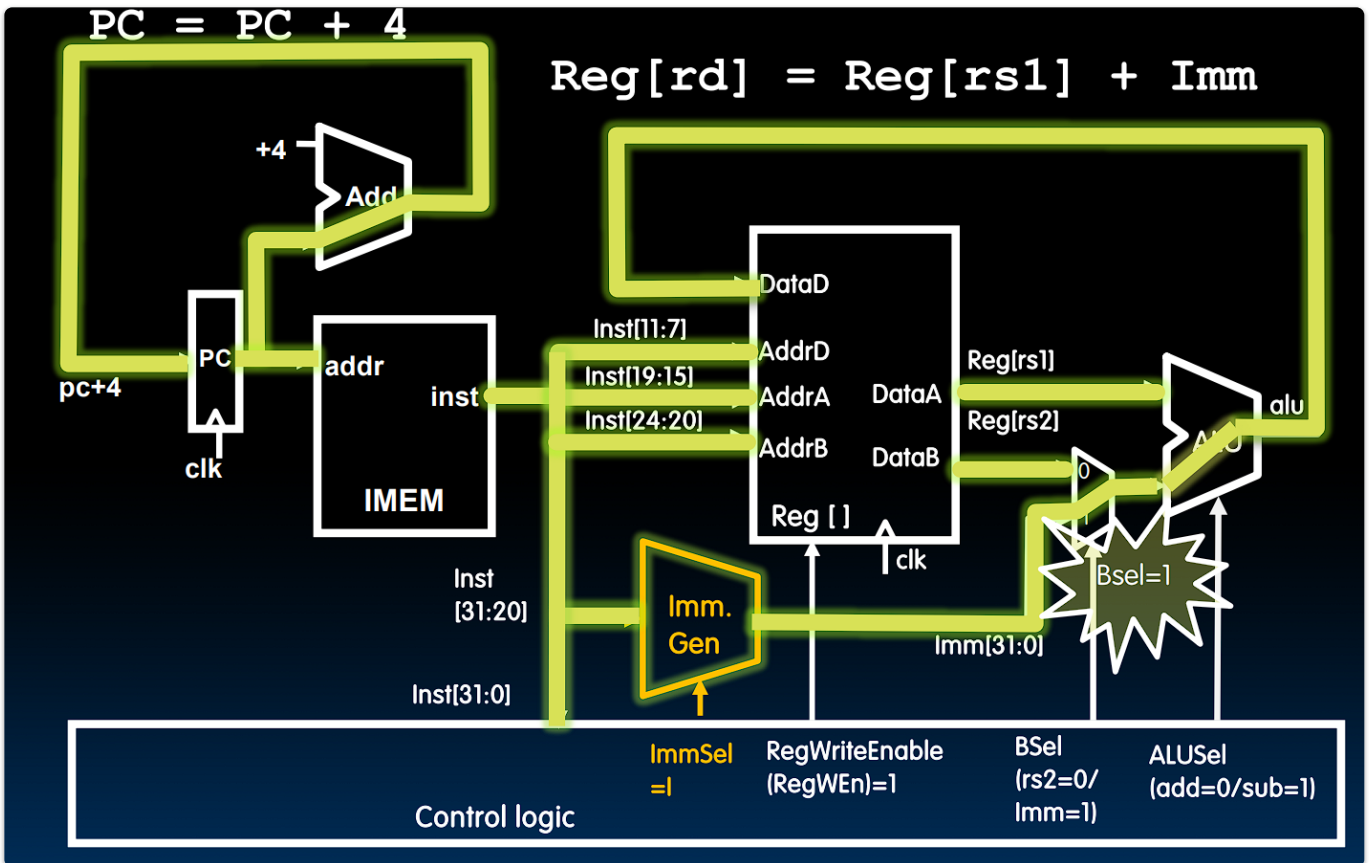 PC = PC + 4
Reg[rd] = Reg[rs1] + Imm
+4
Add
pc+4
PC
clk
addr
inst
IMEM
Inst[11:7]
Inst[19:15]
Inst[24:20]
DataD
AddrD
AddrA
AddrB
DataA
DataB
Reg [ ]
clk
Reg[rs1]
Reg[rs2]
0
1
ALU
alu
Bsel=1
Inst
[31:20]
Imm.
Gen
Imm[31:0]
Inst[31:0]
ImmSel
=I
RegWriteEnable
(RegWEn)=1
BSel
(rs2=0/
Imm=1)
ALUSel
(add=0/sub=1)
Control logic